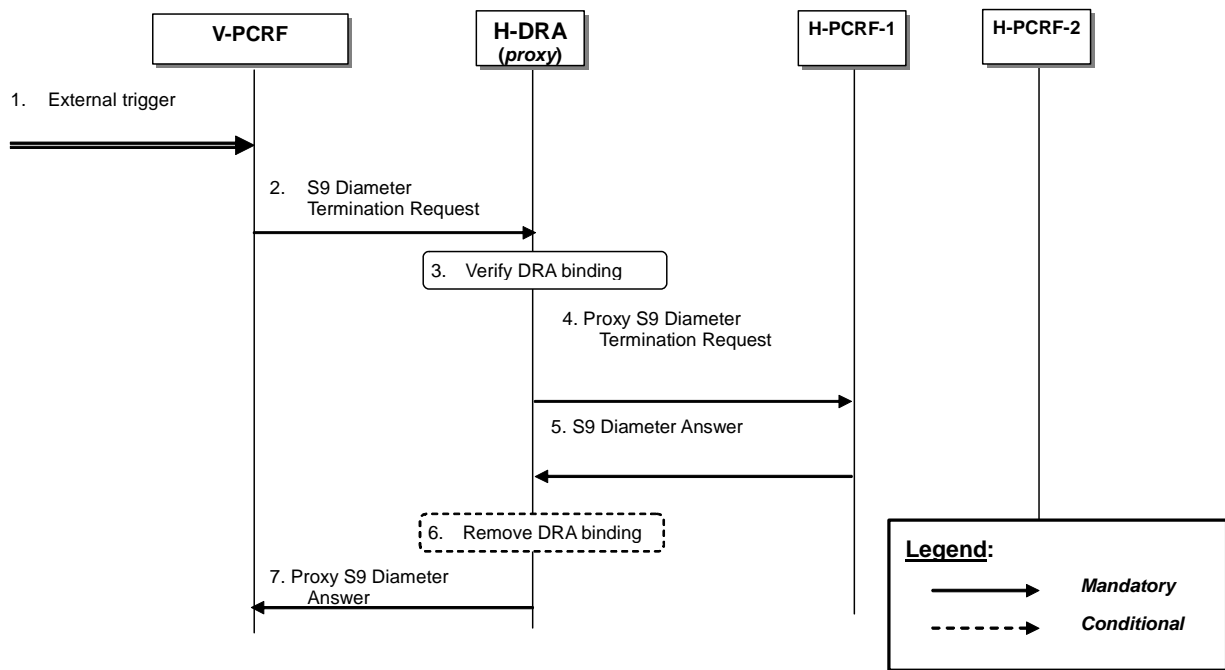 V-PCRF
H-DRA
(proxy)
H-PCRF-1
H-PCRF-2
1. External trigger
2. S9 Diameter
Termination Request
3. Verify DRA binding
4. Proxy S9 Diameter
Termination Request
5. S9 Diameter Answer
6. Remove DRA binding
7. Proxy S9 Diameter
Answer
Legend:
Mandatory
Conditional